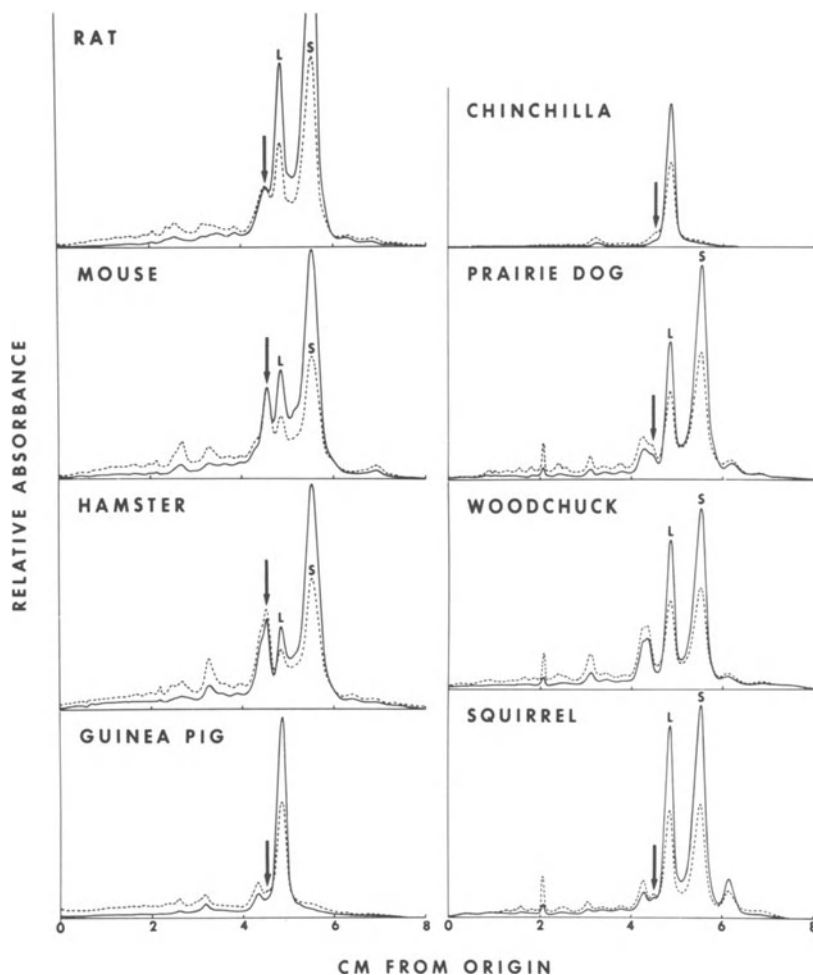 RELATIVE ABSORBANCE
RAT
L
S
MOUSE
L
S
HAMSTER
L
S
GUINEA PIG
0
2
4
6
8
CHINCHILLA
PRAIRIE DOG
L
S
WOODCHUCK
L
S
SQUIRREL
L
S
0
2
4
6
8
CM FROM ORIGIN